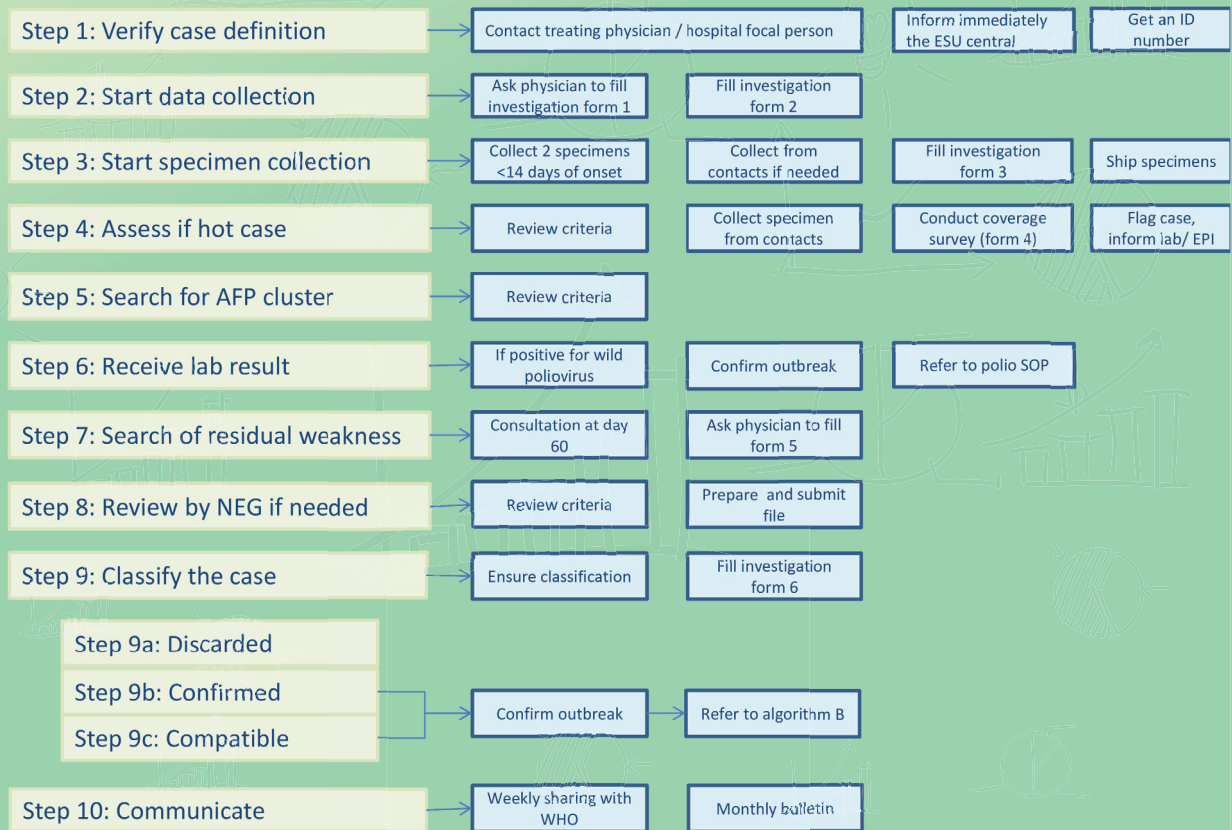 Step 1: Verify case definition
Contact treating physician / hospital focal person
Inform immediately
the ESU central
Get an ID
number
Step 2: Start data collection
Ask physician to fill
investigation form 1
Fill investigation
form 2
Step 3: Start specimen collection
Collect 2 specimens
<14 days of onset
Collect from
contacts if needed
Fill investigation
form 3
Ship specimens
Step 4: Assess if hot case
Review criteria
Collect specimen
from contacts
Conduct coverage
survey (form 4)
Flag case,
inform lab/ EPI
Step 5: Search for AFP cluster
Review criteria
Step 6: Receive lab result
If positive for wild
poliovirus
Confirm outbreak
Refer to polio SOP
Step 7: Search of residual weakness
Consultation at day
60
Ask physician to fill
form 5
Step 8: Review by NEG if needed
Review criteria
Prepare and submit
file
Step 9: Classify the case
Ensure classification
Fill investigation
form 6
Step 9a: Discarded
Step 9b: Confirmed
Step 9c: Compatible
Confirm outbreak
Refer to algorithm B
Step 10: Communicate
Weekly sharing with
WHO
Monthly bulletin